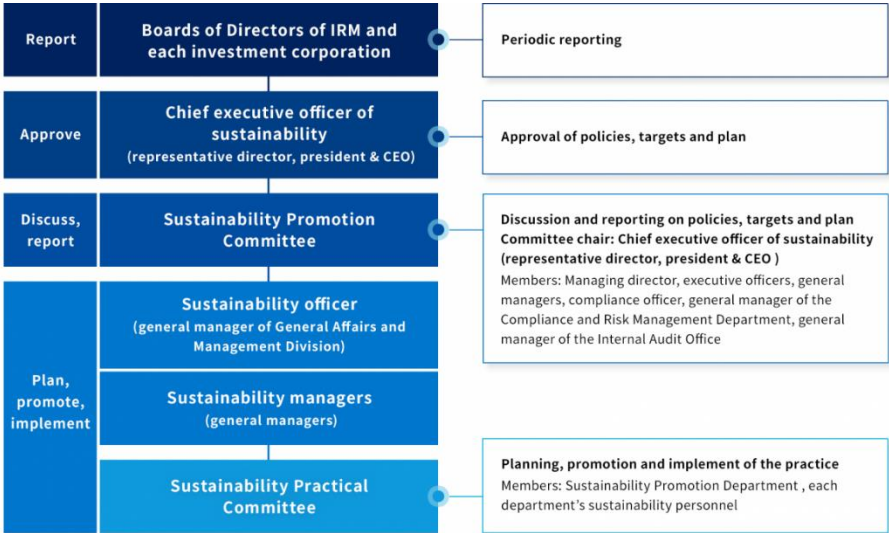 Report
Boards of Directors of IRM and
each investment corporation
Periodic reporting
Approve
Chief executive officer of
sustainability
(representative director, president & CEO)
Approval of policies, targets and plan
Discuss,
report
Sustainability Promotion
Committee
Discussion and reporting on policies, targets and plan
Committee chair: Chief executive officer of sustainability
(representative director, president & CEO )
Members: Managing director, executive officers, general
managers, compliance officer, general manager of the
Compliance and Risk Management Department, general
manager of the Internal Audit Office
Plan,
promote,
implement
Sustainability officer
(general manager of General Affairs and
Management Division)
Sustainability managers
(general managers)
Sustainability Practical
Committee
Planning, promotion and implement of the practice
Members: Sustainability Promotion Department , each
department’s sustainability personnel